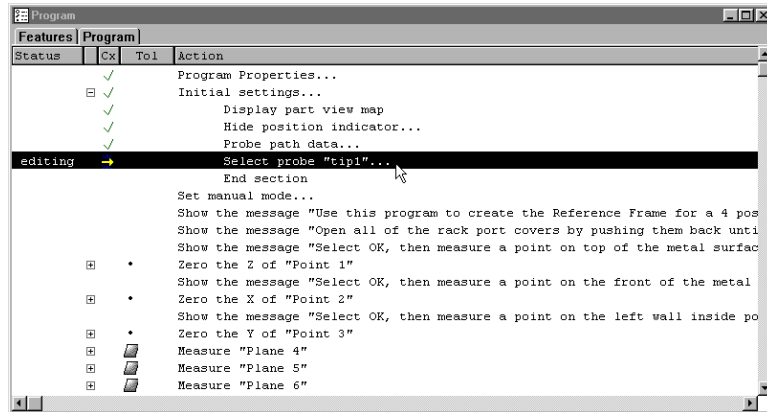 Program
Features Program
Status Cx Tol Action
Program Properties...
Initial settings...
Display part view map
Hide position indicator...
Probe path data...
editing Select probe "tip1"...
End section
Set manual mode...
Show the message "Use this program to create the Reference Frame for a 4 pos
Show the message "Open all of the rack port covers by pushing them back unti
Show the message "Select OK, then measure a point on top of the metal surfac
Zero the Z of "Point 1"
Show the message "Select OK, then measure a point on the front of the metal
Zero the X of "Point 2"
Show the message "Select OK, then measure a point on the left wall inside po
Zero the Y of "Point 3"
Measure "Plane 4"
Measure "Plane 5"
Measure "Plane 6"